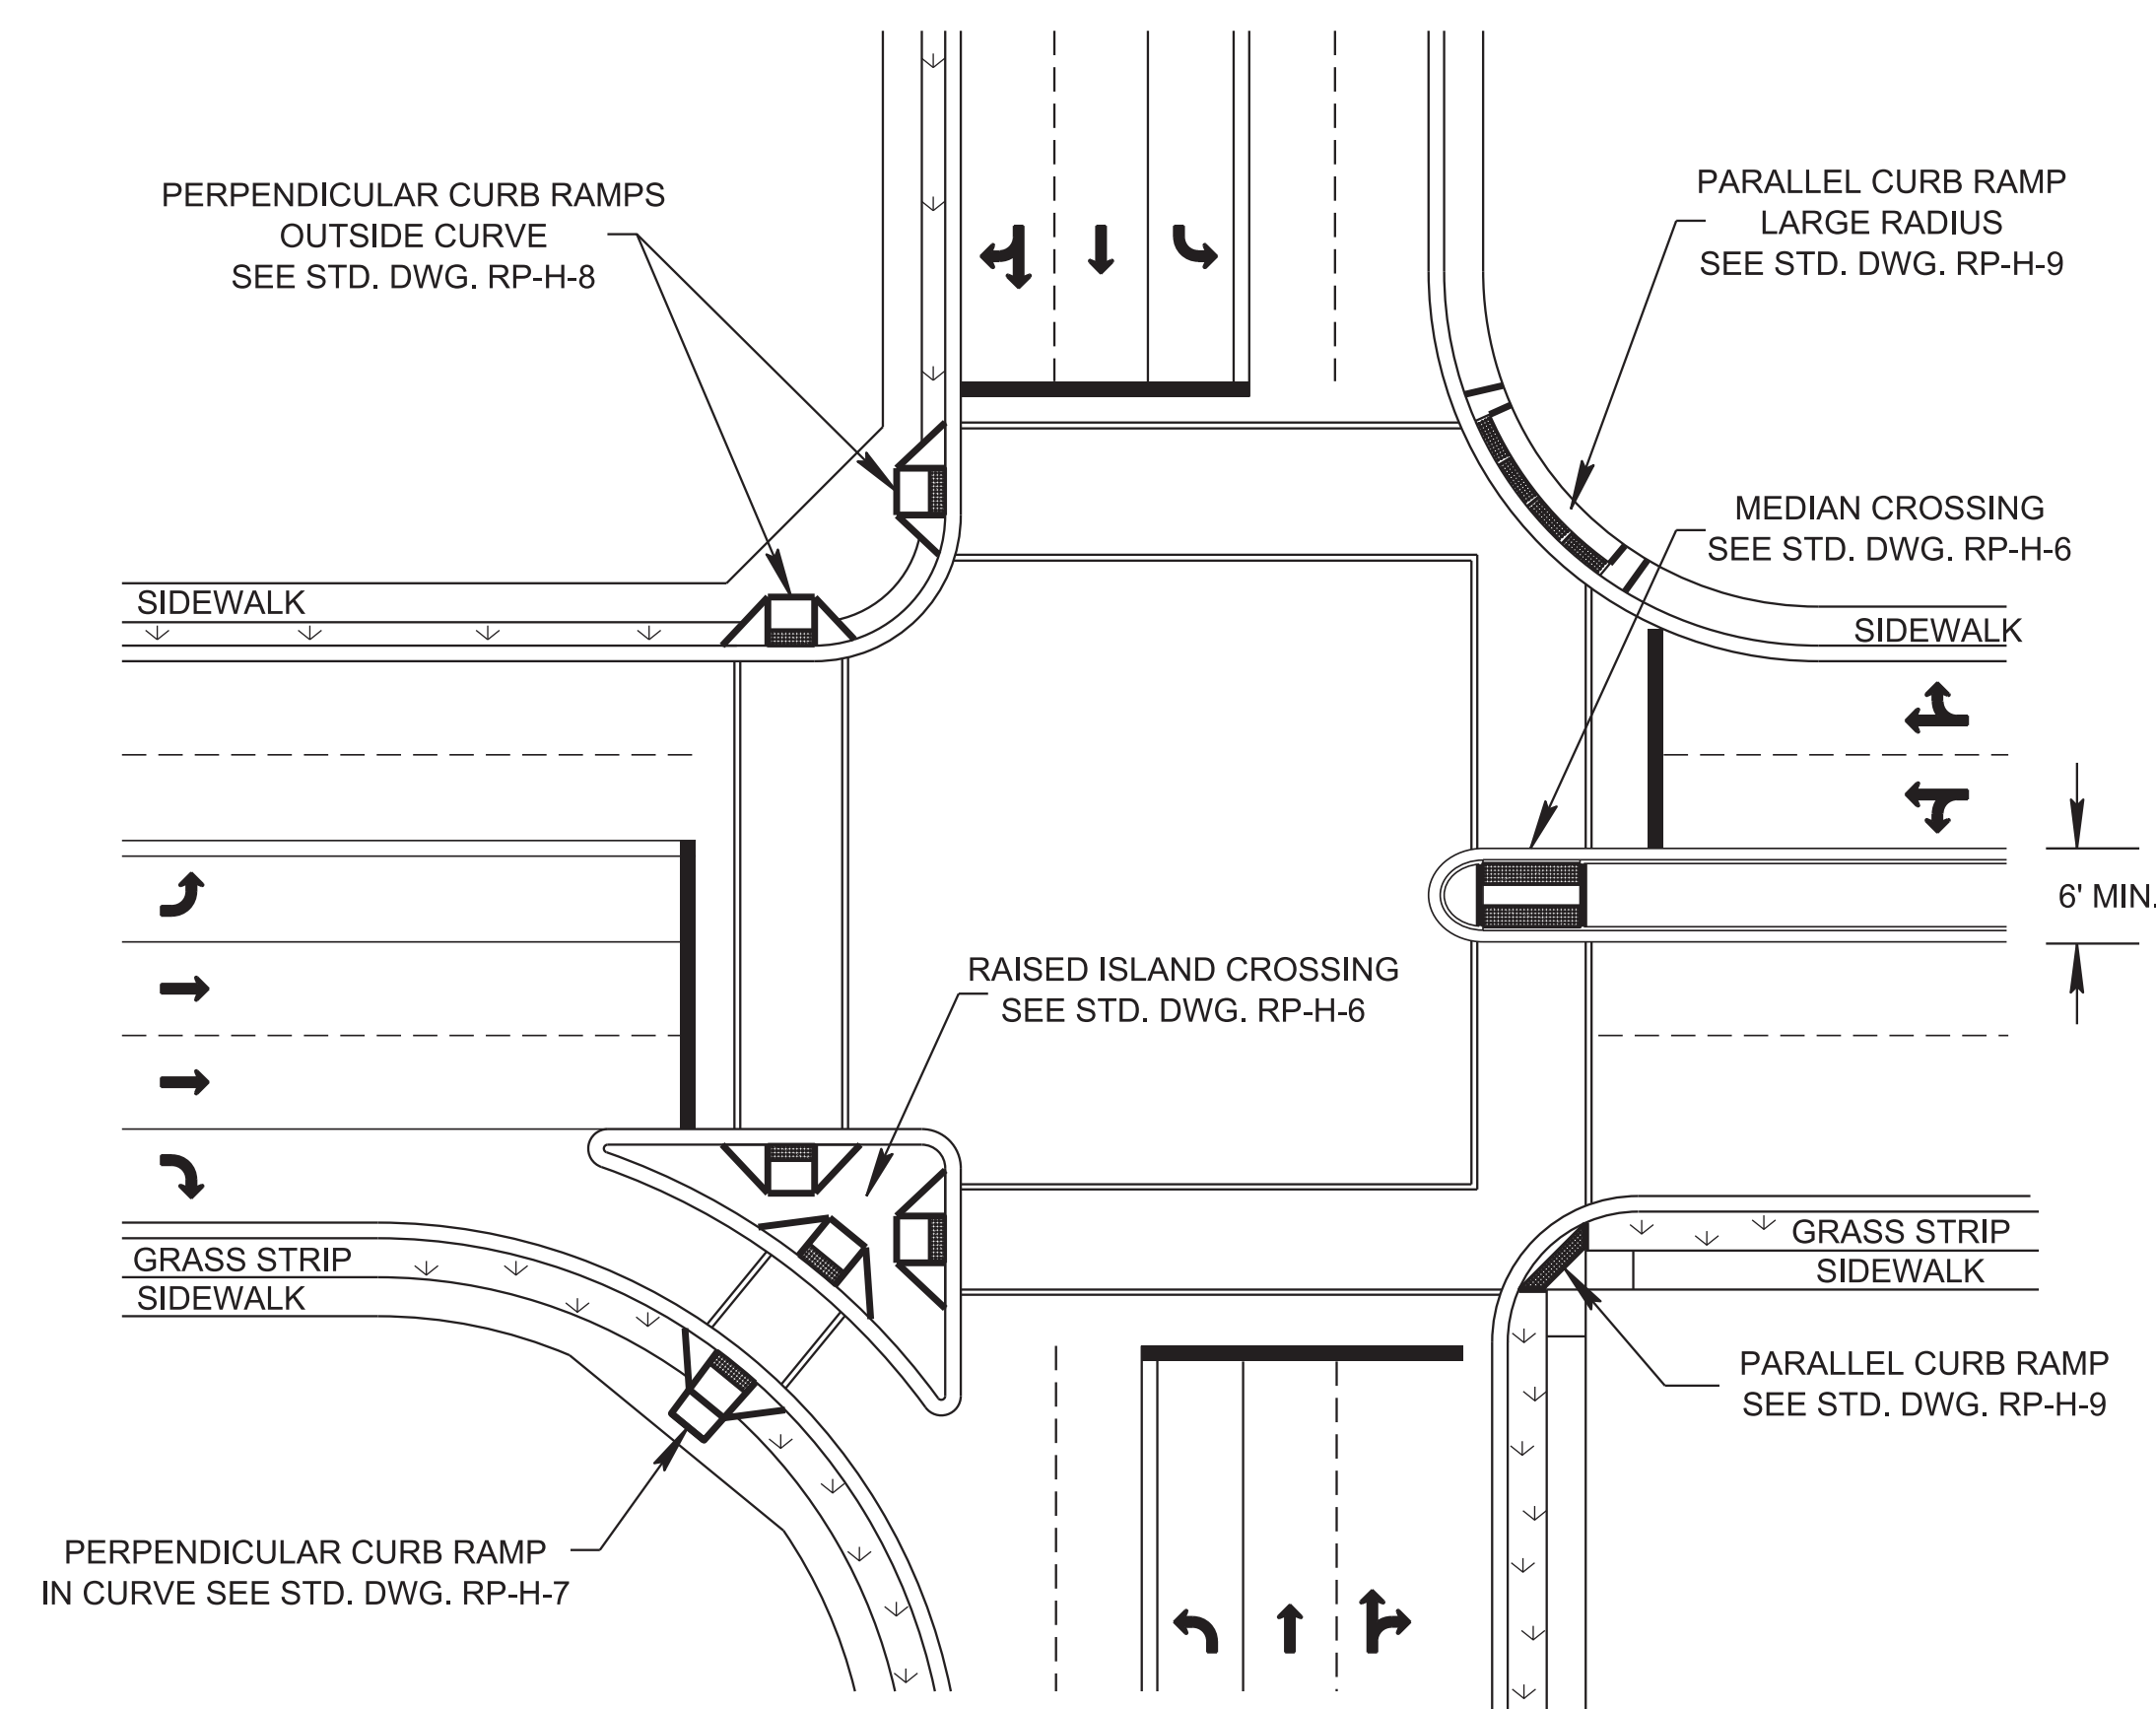 PERPENDICULAR CURB RAMPS
OUTSIDE CURVE
SEE STD. DWG. RP-H-8
PARALLEL CURB RAMP
LARGE RADIUS
SEE STD. DWG. RP-H-9
MEDIAN CROSSING
SEE STD. DWG. RP-H-6
SIDEWALK
SIDEWALK
6' MIN.
RAISED ISLAND CROSSING
SEE STD. DWG. RP-H-6
GRASS STRIP
SIDEWALK
GRASS STRIP
SIDEWALK
PARALLEL CURB RAMP
SEE STD. DWG. RP-H-9
PERPENDICULAR CURB RAMP
IN CURVE SEE STD. DWG. RP-H-7